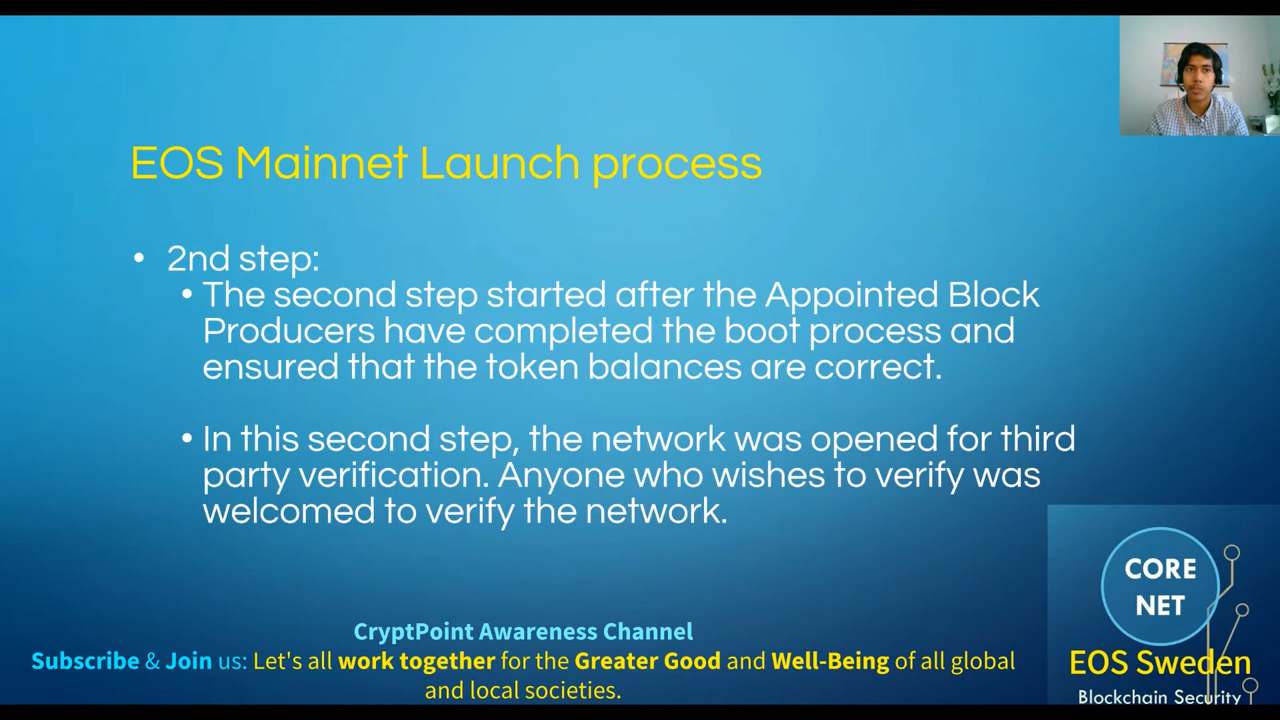 EOS Mainnet Launch process
• 2nd step:
• The second step started after the Appointed Block
Producers have completed the boot process and
ensured that the token balances are correct.
• In this second step, the network was opened for third
party verification. Anyone who wishes to verify was
welcomed to verify the network.
CORE
NET
EOS Sweden
Blockchain Security
CryptPoint Awareness Channel
Subscribe & Join us: Let's all work together for the Greater Good and Well-Being of all global
and local societies.